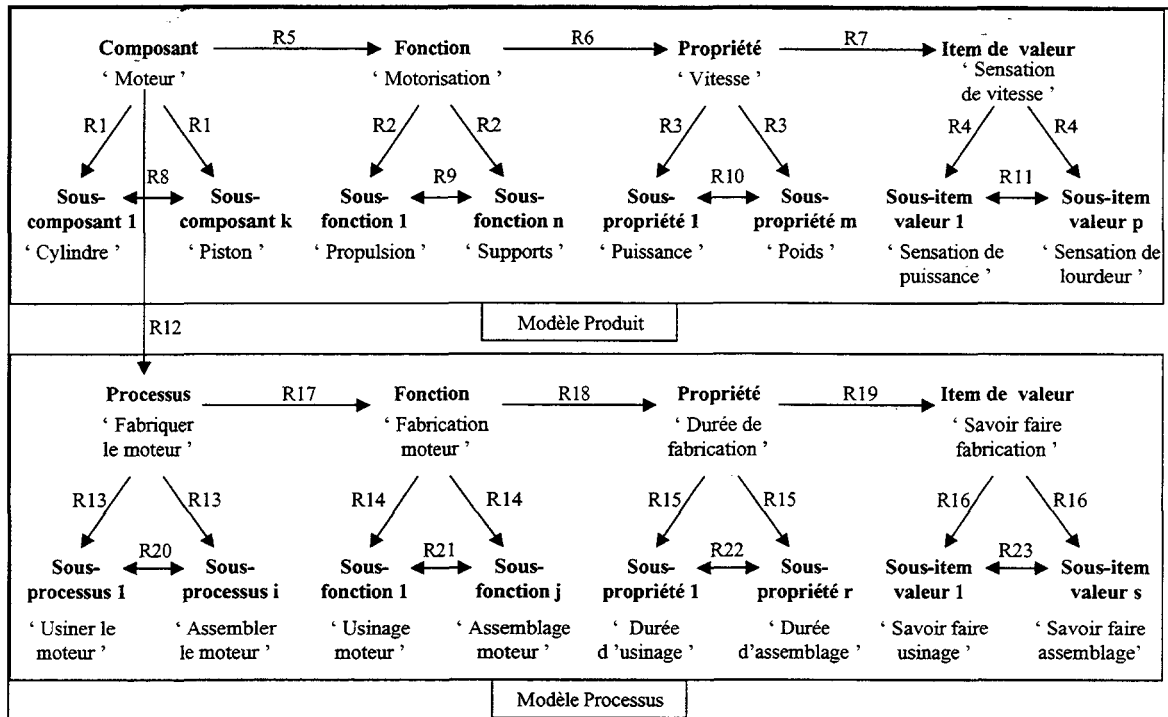 Composant R5 Fonction R6 Propriété R7 Item de valeur
‘ Moteur ’ ‘ Motorisation ’ ‘ Vitesse ’ ‘ Sensation
de vitesse ’
R1 R1 R2 R2 R3 R3 R4 R4
R8 R9 R10 R11
Sous- Sous- Sous- Sous- Sous- Sous- Sous-item Sous-item
composant 1 composant k fonction 1 fonction n propriété 1 propriété m valeur 1 valeur p
‘ Cylindre ’ ‘ Piston ’ ‘ Propulsion ’ ‘ Supports ’ ‘ Puissance ’ ‘ Poids ’ ‘ Sensation de ‘ Sensation de
puissance ’ lourdeur ’
Modèle Produit
R12
Processus R17 Fonction R18 Propriété R19 Item de valeur
‘ Fabriquer ‘ Fabrication ‘ Durée de ‘ Savoir faire
le moteur ’ moteur ’ fabrication ’ fabrication ’
R13 R13 R14 R14 R15 R15 R16 R16
R20 R21 R22 R23
Sous- Sous- Sous- Sous- Sous- Sous- Sous-item Sous-item
processus 1 processus i fonction 1 fonction j propriété 1 propriété r valeur 1 valeur s
‘ Usiner le ‘ Assembler ‘ Usinage ‘ Assemblage ‘ Durée ‘ Durée ‘ Savoir faire ‘ Savoir faire
moteur ’ le moteur ’ moteur ’ moteur ’ d ’usinage ’ d’assemblage ’ usinage ’ assemblage’
Modèle Processus